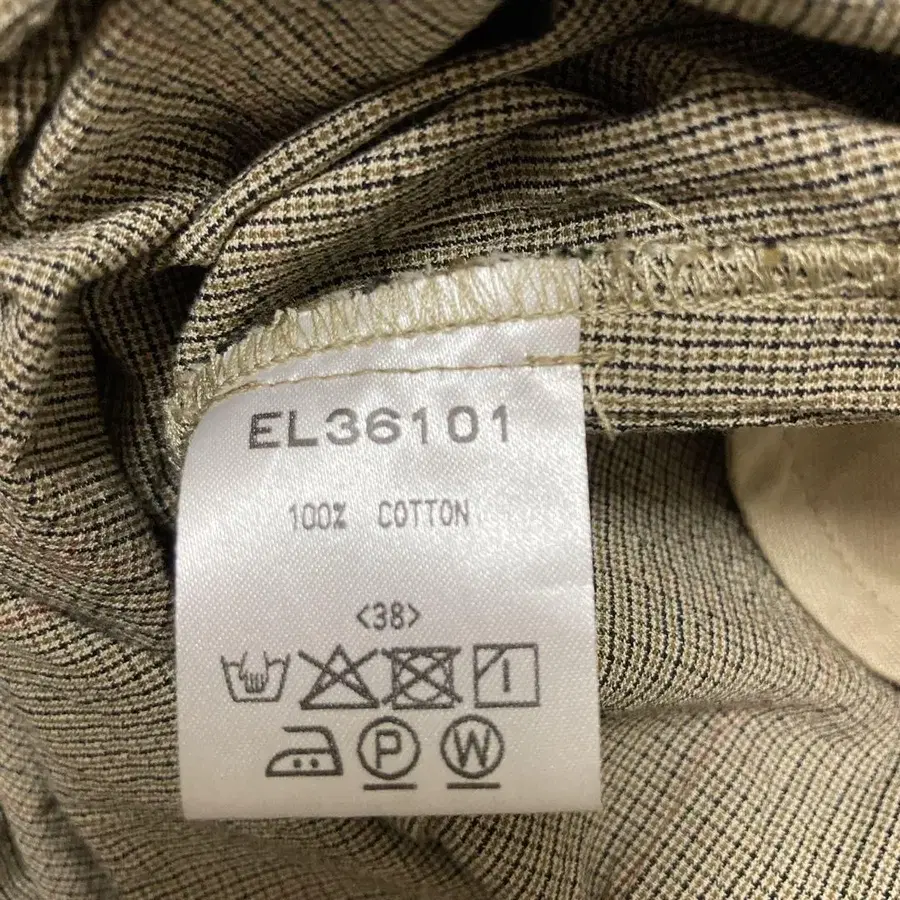 EL36101
100% COTTON
<38>
P W